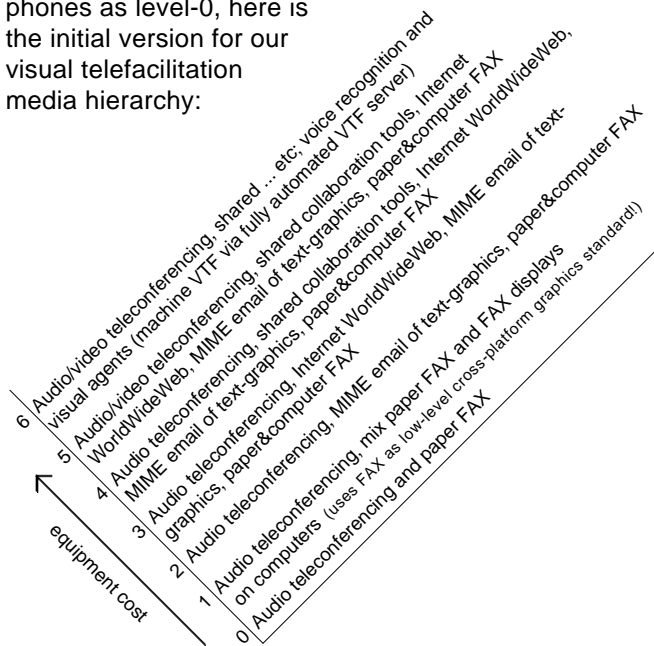 phones as level-0, here is
the initial version for our
visual telefacilitation
media hierarchy:
6 Audio/video teleconferencing, shared ... etc; voice recognition and
visual agents (machine VTF via fully automated VTF server)
5 Audio/video teleconferencing, shared collaboration tools, Internet
WorldWideWeb, MIME email of text-graphics, paper&computer FAX
4 Audio teleconferencing, shared collaboration tools, Internet WorldWideWeb,
MIME email of text-graphics, paper&computer FAX
3 Audio teleconferencing, Internet WorldWideWeb, MIME email of text-
graphics, paper&computer FAX
2 Audio teleconferencing, MIME email of text-graphics, paper&computer FAX
1 Audio teleconferencing, mix paper FAX and FAX displays
on computers (uses FAX as low-level cross-platform graphics standard!)
0 Audio teleconferencing and paper FAX
equipment cost